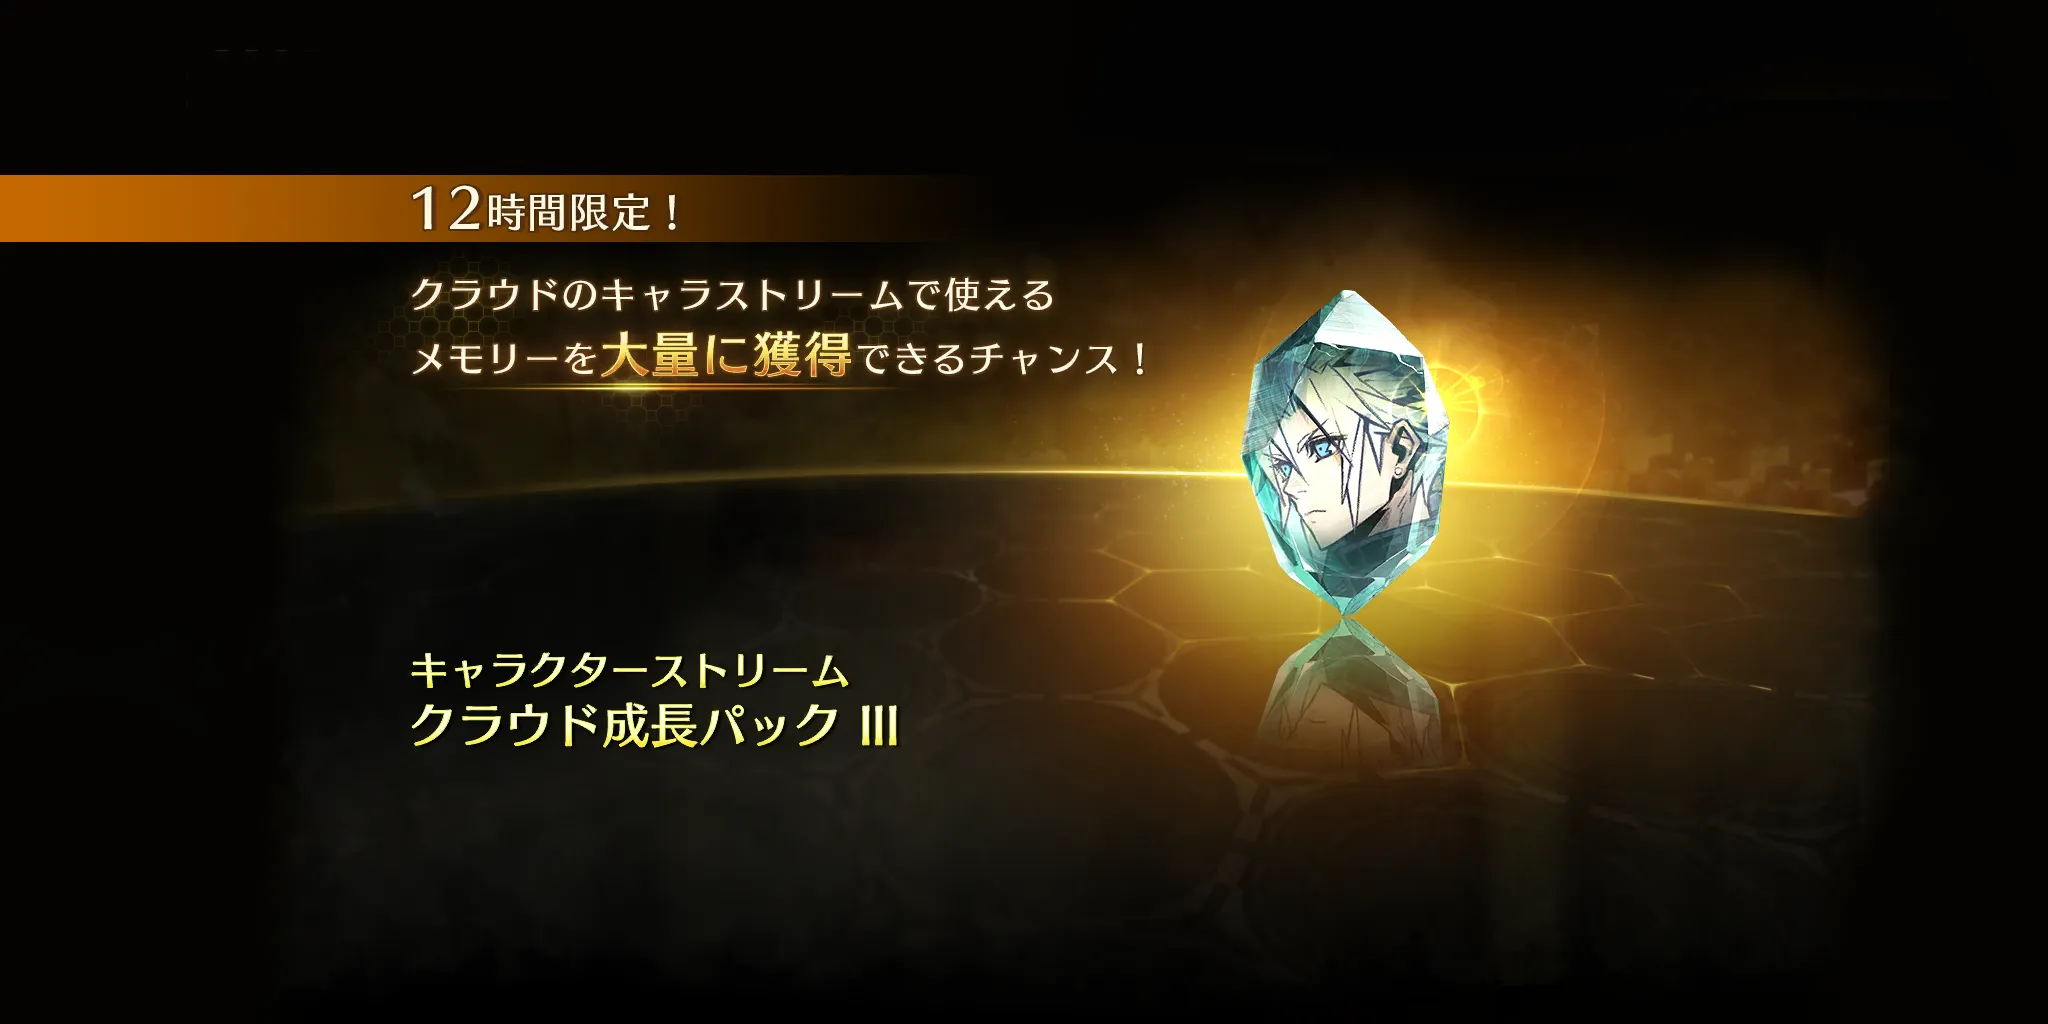 12時間限定！
クラウドのキャラストリームで使える
メモリーを大量に獲得できるチャンス！
キャラクターストリーム
クラウド成長パック III